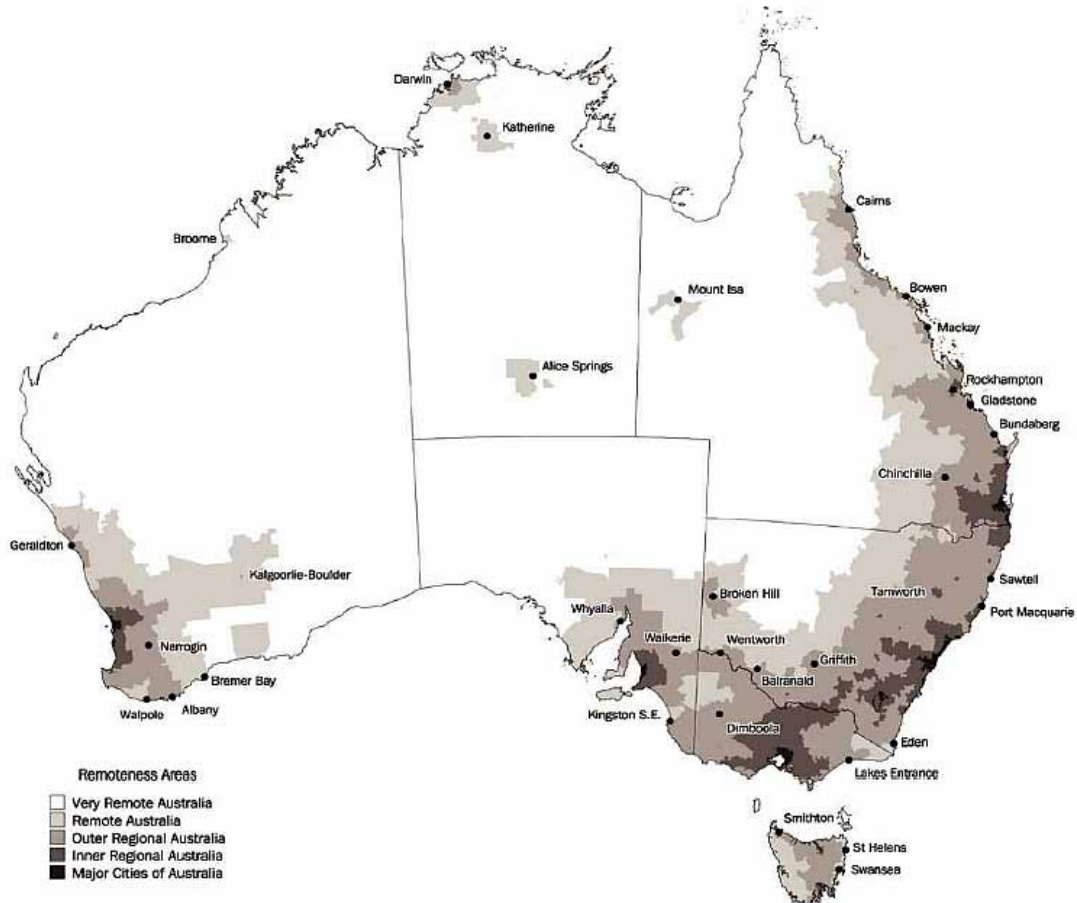 Darwin
Katherine
Cairns
Broome
Mount Isa
Bowen
Mackay
Alice Springs
Rockhampton
Gladstone
Bundaberg
Chinchilla
Geraldton
Kalgoorlie-Boulder
Sawtell
Tamworth
Broken Hill
Port Macquarie
Whyalla
Waikerie
Wentworth
Narrogin
Griffith
Balranald
Bremer Bay
Albany
Walpole
Kingston S.E.
Dimboola
Eden
Lakes Entrance
Remoteness Areas
Very Remote Australia
Remote Australia
Outer Regional Australia
Inner Regional Australia
Major Cities of Australia
Smithton
St Helens
Swansea